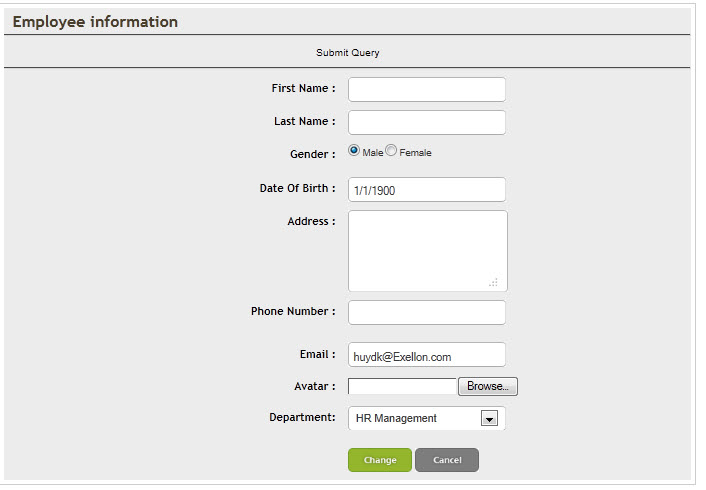 Employee information
Submit Query
First Name :
Last Name :
Gender : Male Female
Date Of Birth : 1/1/1900
Address :
Phone Number :
Email : huydk@Exellon.com
Avatar : Browse...
Department: HR Management
Change Cancel